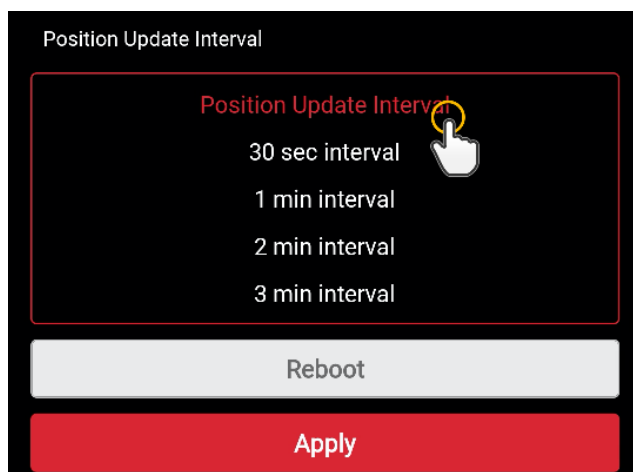 Position Update Interval
Position Update Interval
30 sec interval
1 min interval
2 min interval
3 min interval
Reboot
Apply